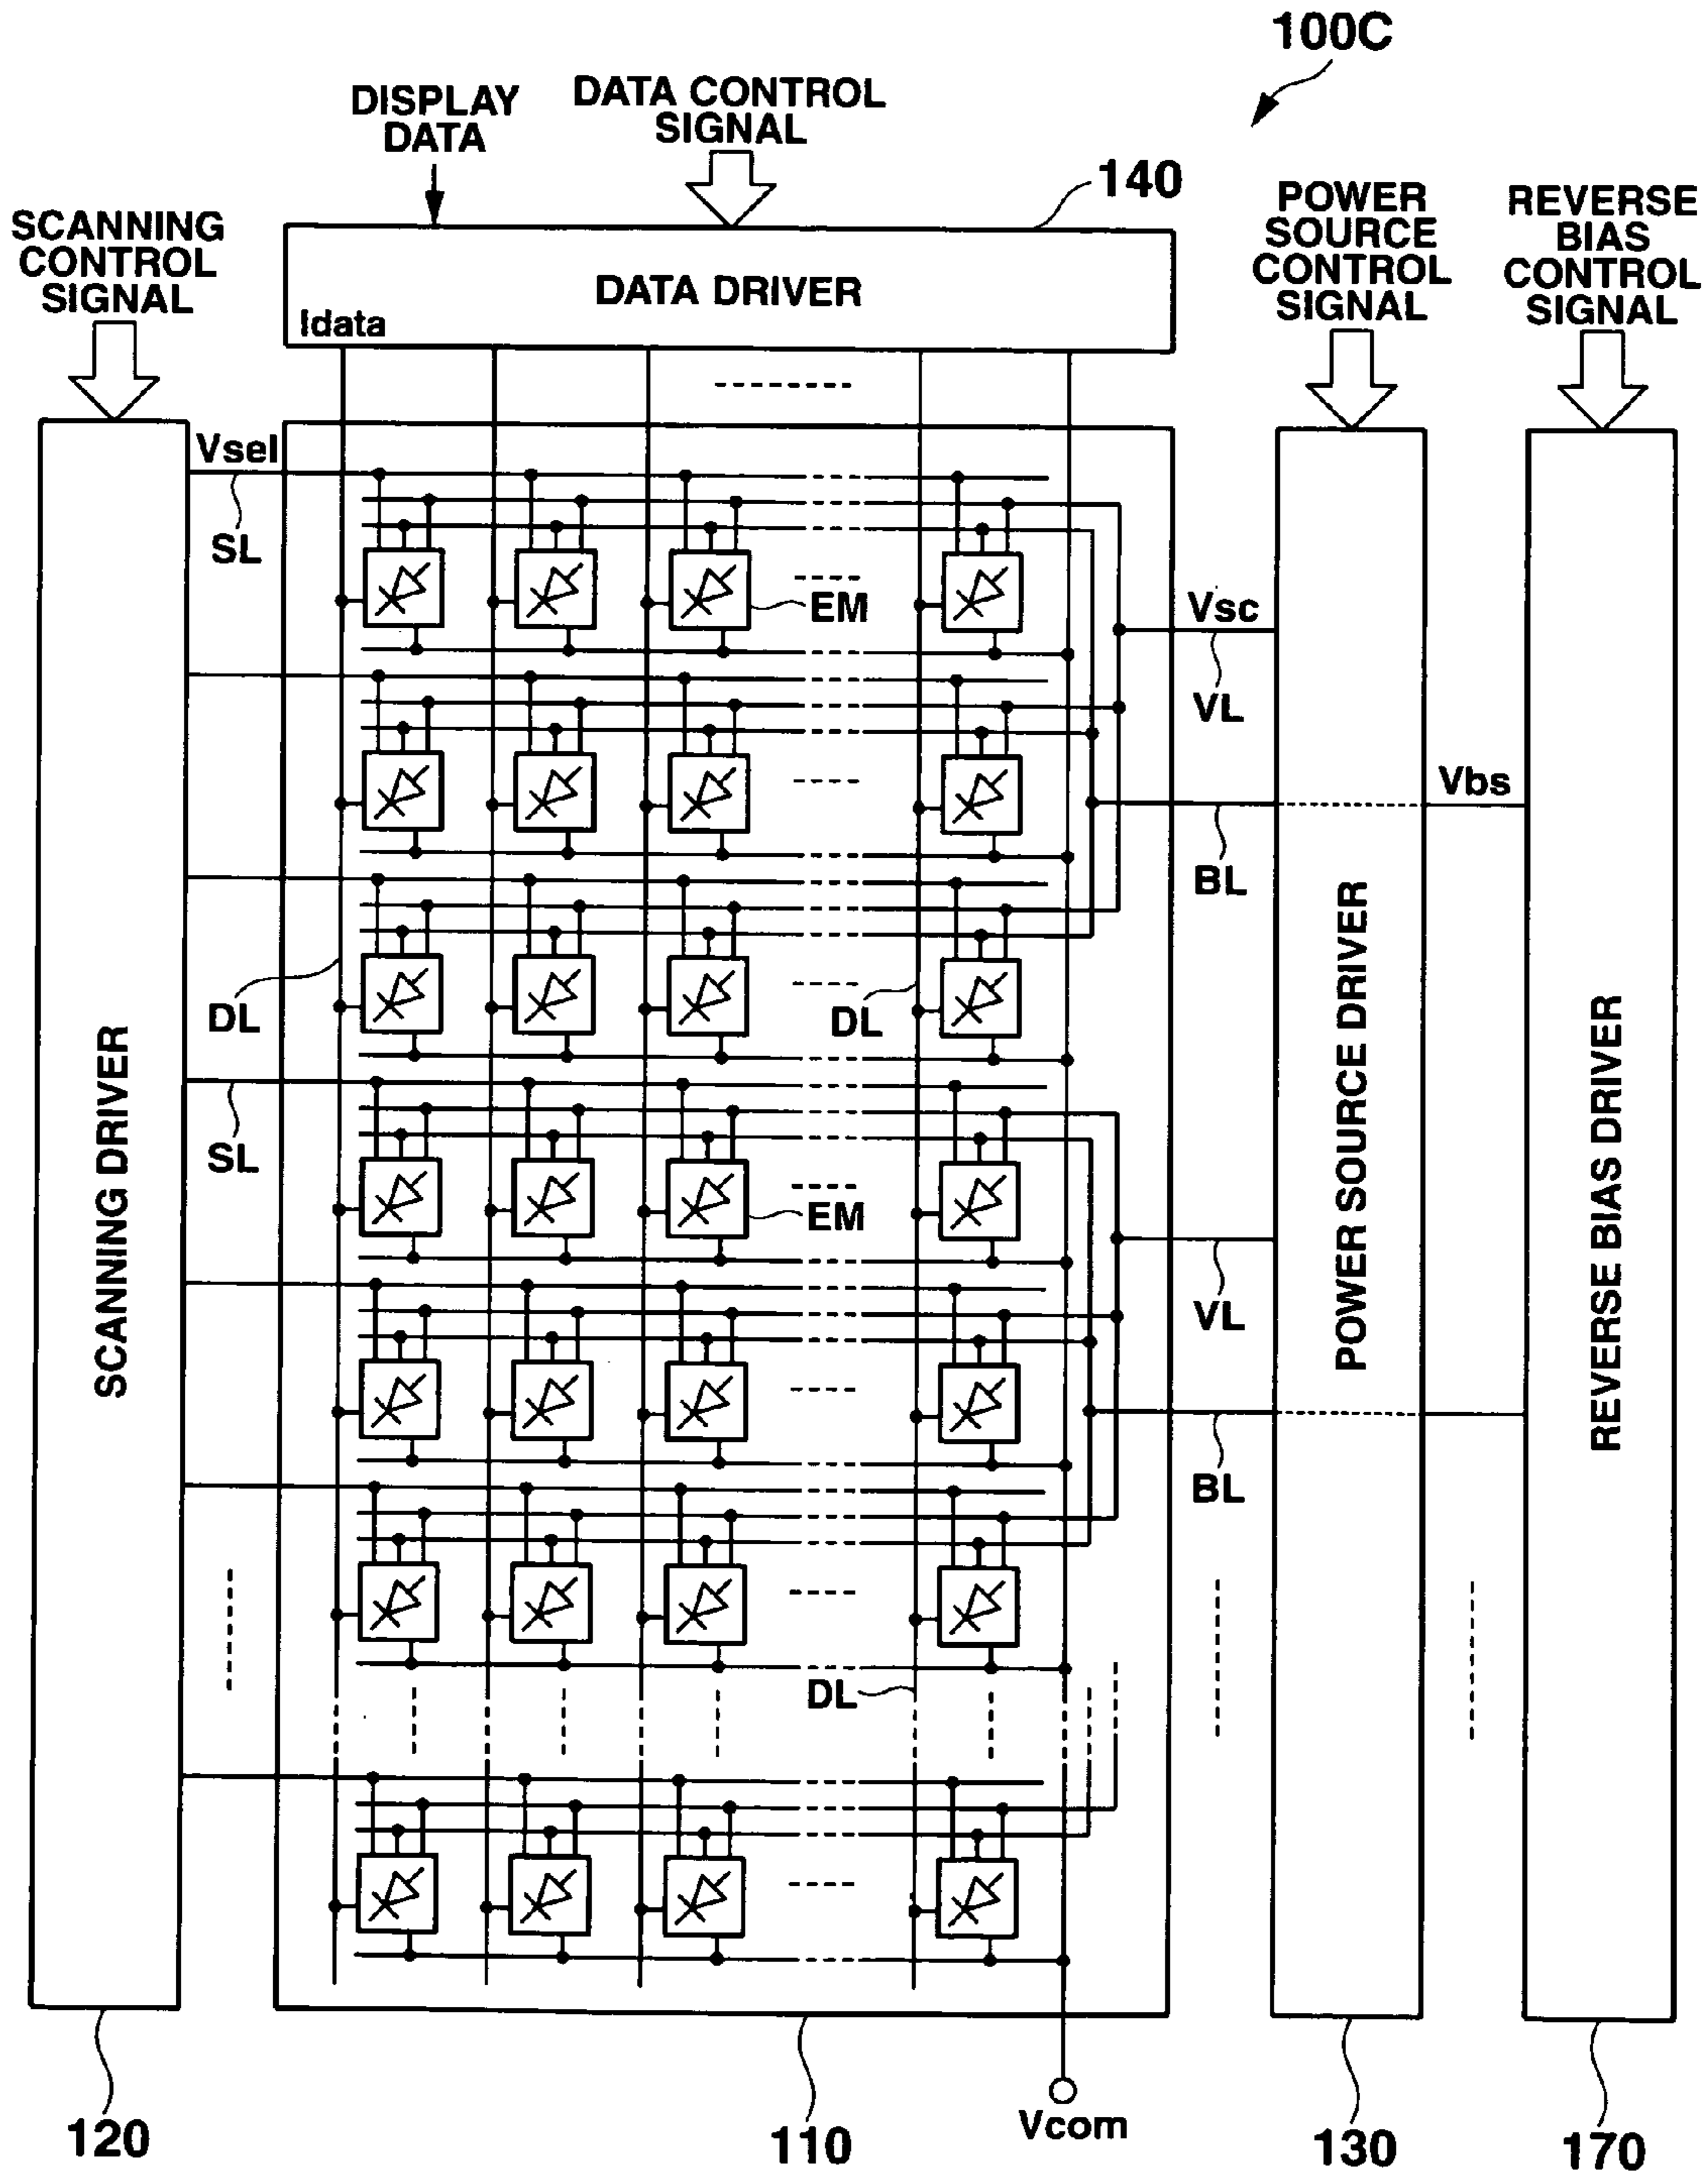 100C
DISPLAY
DATA
DATA CONTROL
SIGNAL
140
SCANNING
CONTROL
SIGNAL
POWER
SOURCE
CONTROL
SIGNAL
REVERSE
BIAS
CONTROL
SIGNAL
DATA DRIVER
Idata
Vsel
SL
EM
Vsc
VL
Vbs
BL
DL
DL
SL
EM
VL
BL
DL
SCANNING DRIVER
POWER SOURCE DRIVER
REVERSE BIAS DRIVER
120
110
Vcom
130
170